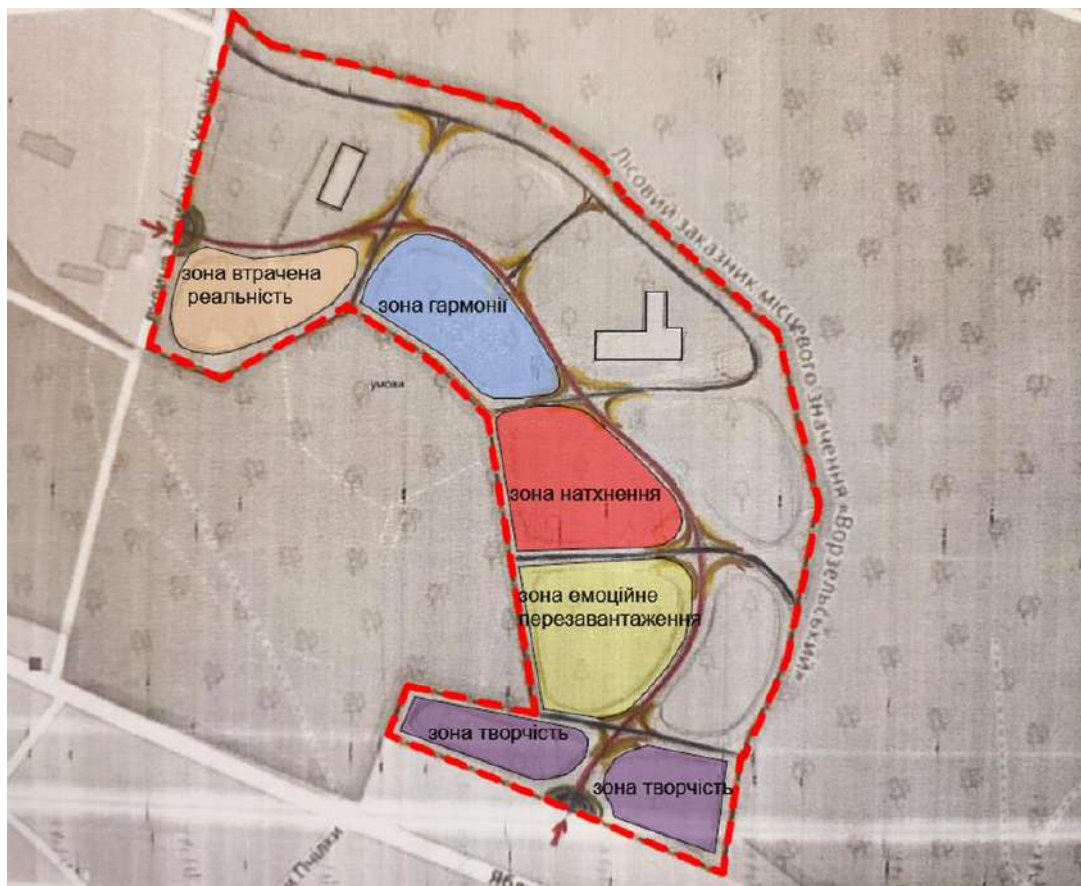 Лісовий заказник місцевого значення «Ворзельський»
зона втрачена
реальність
зона гармонії
умови
зона натхнення
зона емоційне
перезавантаження
зона творчість
зона творчість